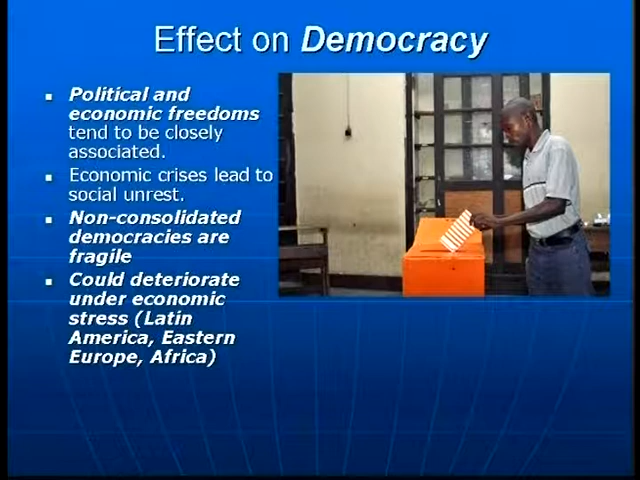 Effect on Democracy
Political and
economic freedoms
tend to be closely
associated.
Economic crises lead to
social unrest.
Non-consolidated
democracies are
fragile
Could deteriorate
under economic
stress (Latin
America, Eastern
Europe, Africa)